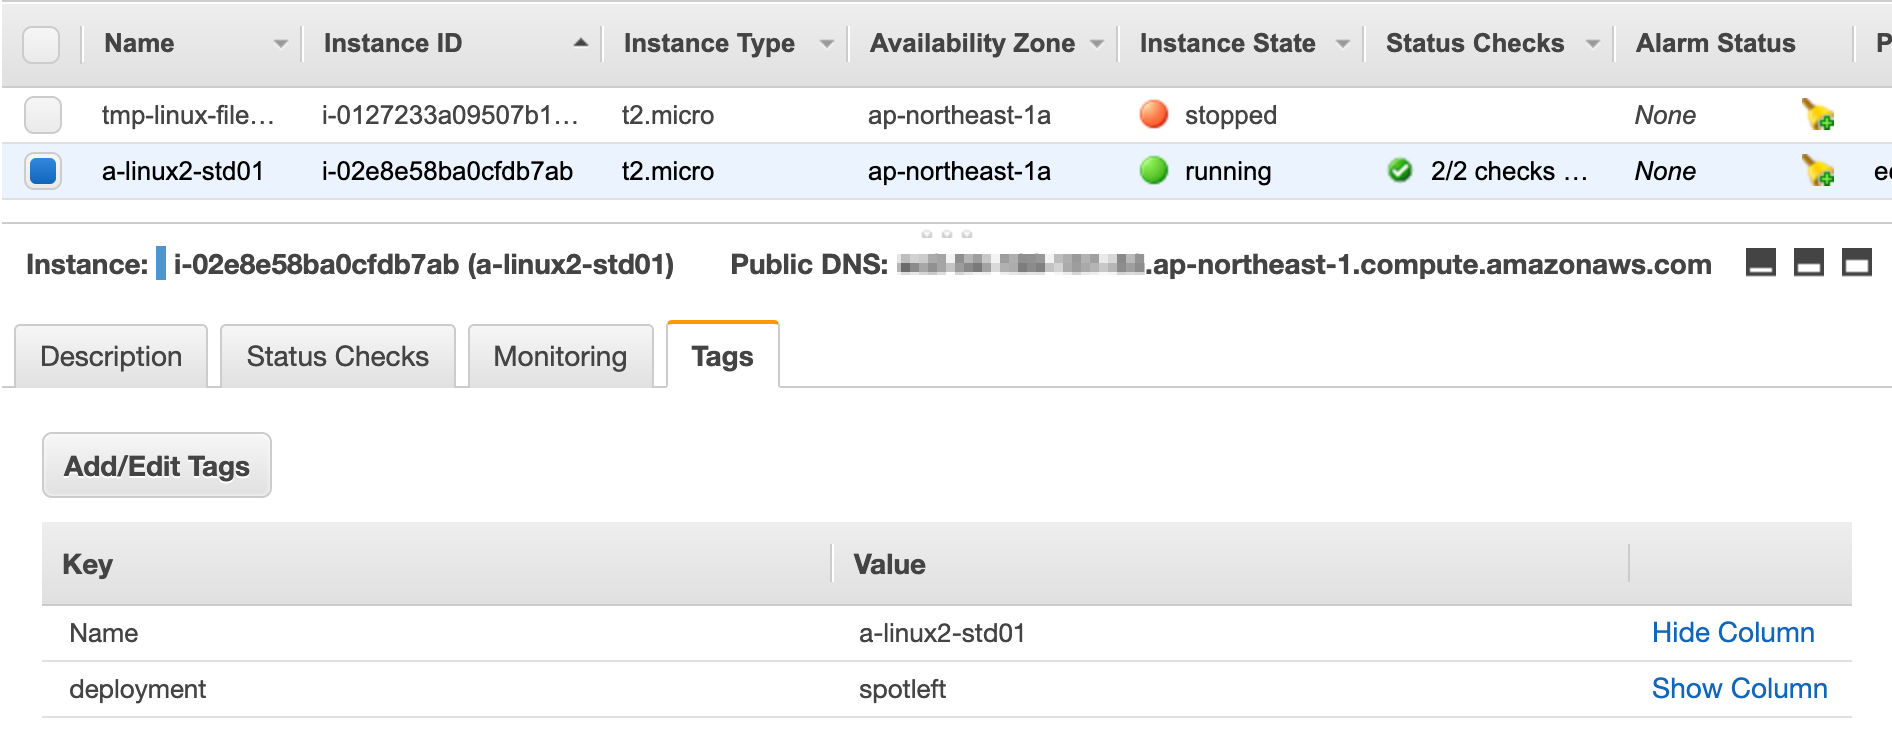 Name Instance ID Instance Type Availability Zone Instance State Status Checks Alarm Status P
tmp-linux-file... i-0127233a09507b1... t2.micro ap-northeast-1a stopped None
a-linux2-std01 i-02e8e58ba0cfdb7ab t2.micro ap-northeast-1a running 2/2 checks ... None
Instance: i-02e8e58ba0cfdb7ab (a-linux2-std01) Public DNS: .ap-northeast-1.compute.amazonaws.com
Description Status Checks Monitoring Tags
Add/Edit Tags
Key Value
Name a-linux2-std01 Hide Column
deployment spotleft Show Column